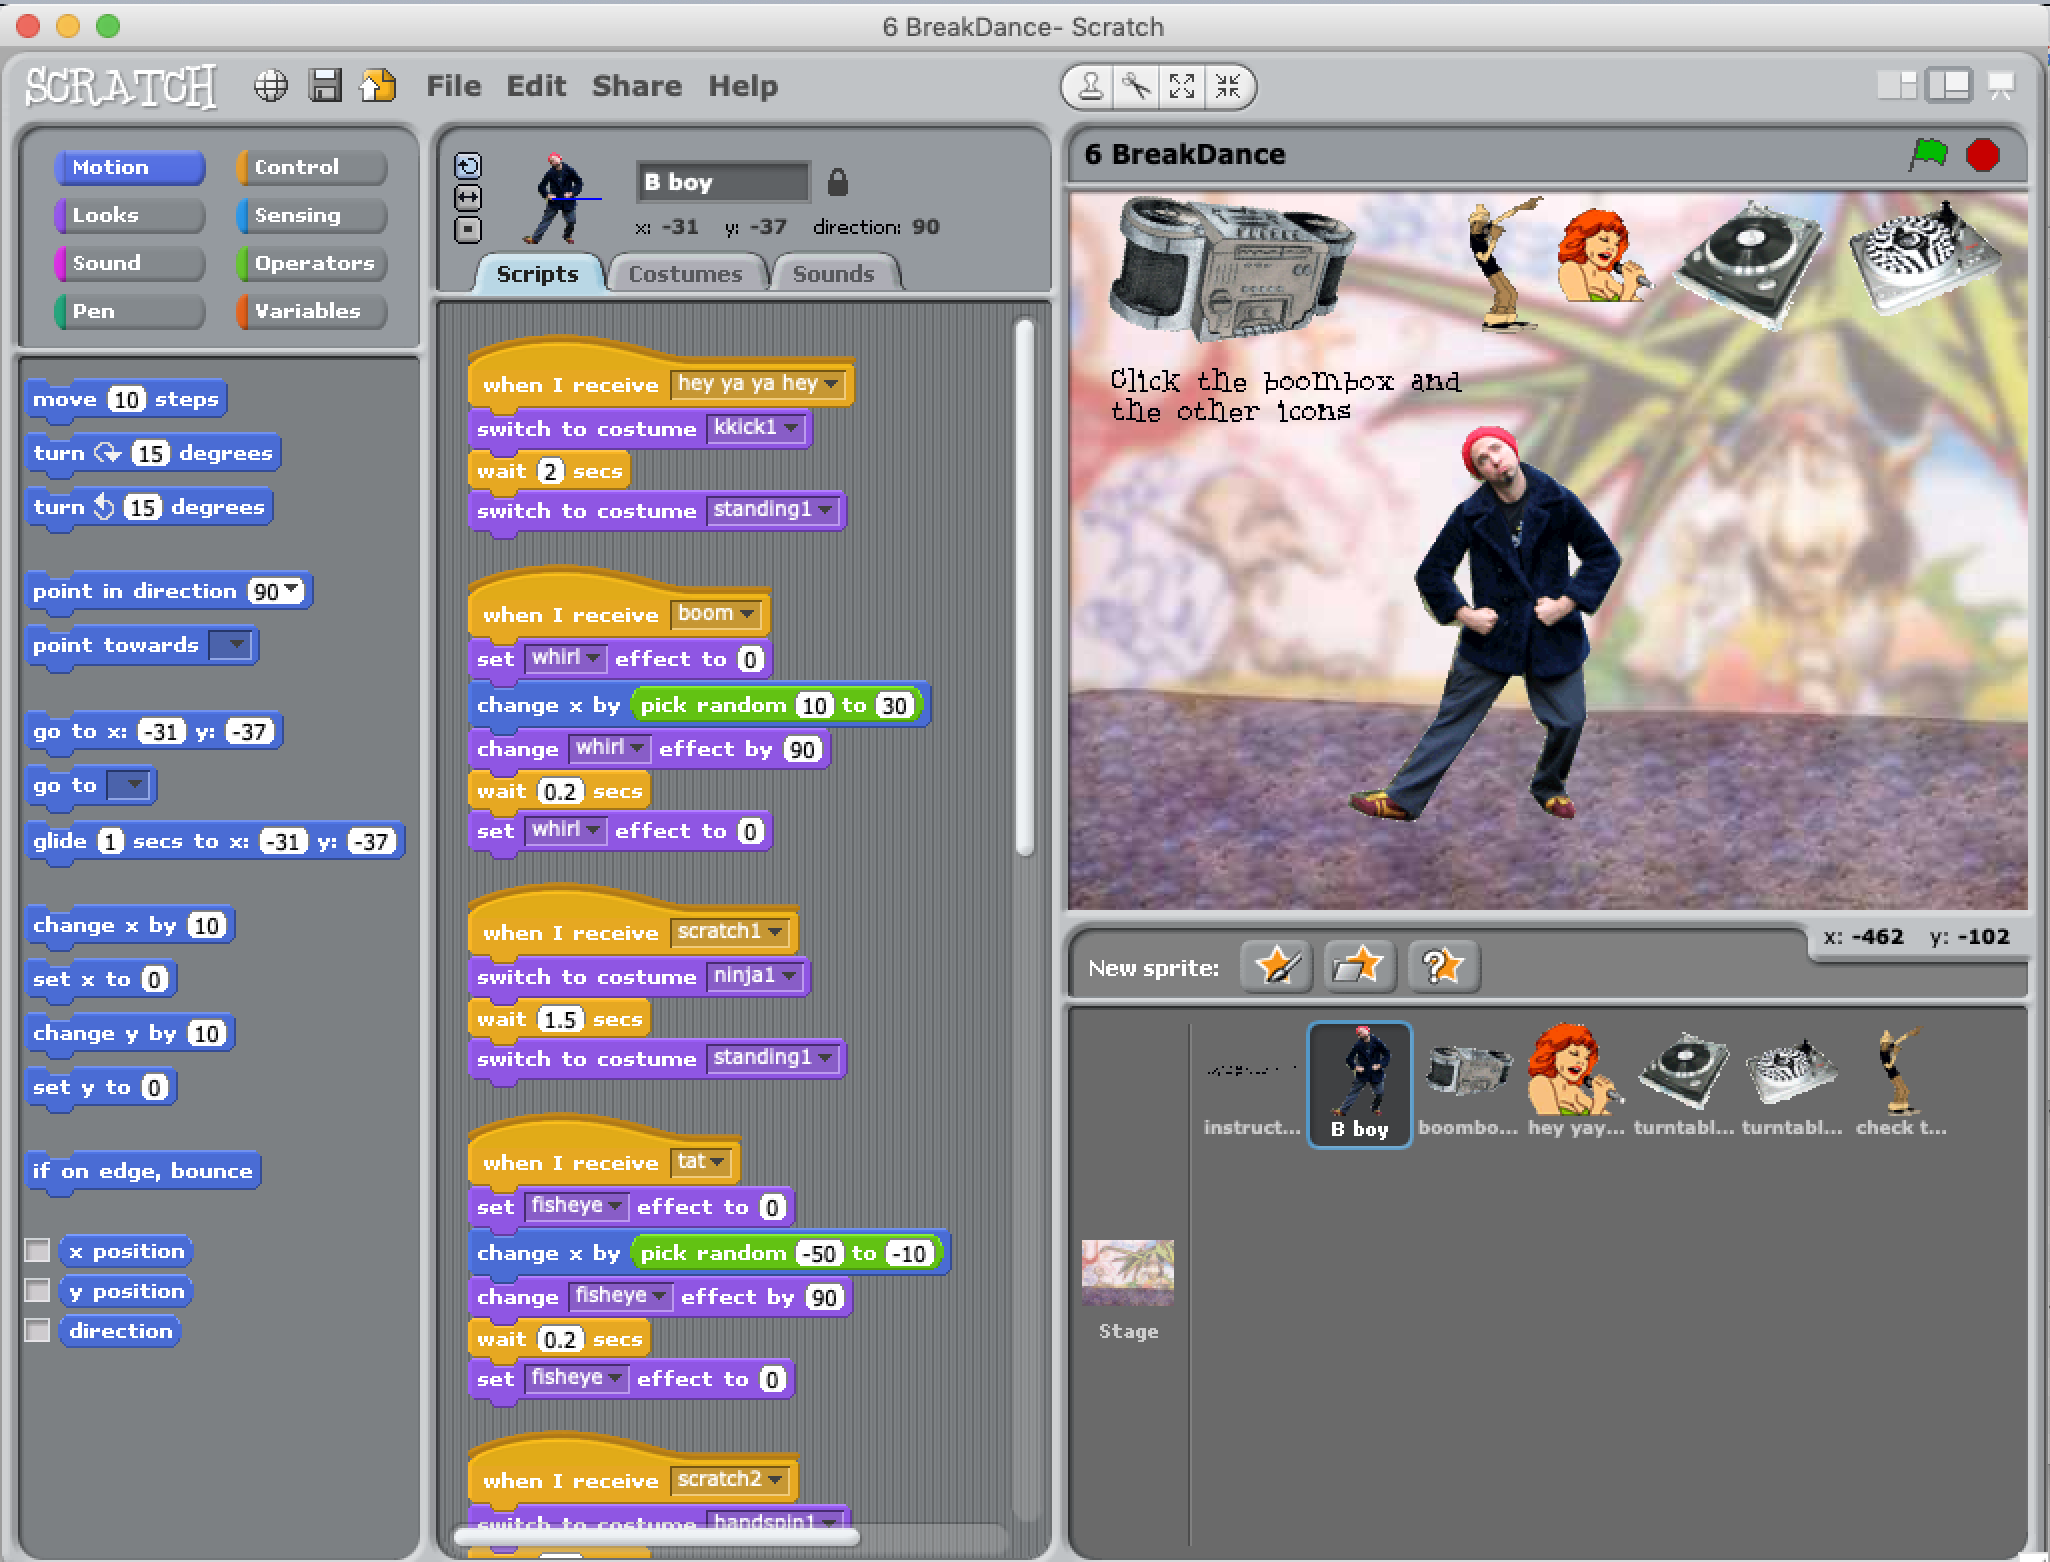 6 BreakDance- Scratch
SCRATCH File Edit Share Help
Motion Control
Looks Sensing
Sound Operators
Pen Variables
move 10 steps
turn 15 degrees
turn 15 degrees
point in direction 90
point towards
go to x: -31 y: -37
go to
glide 1 secs to x: -31 y: -37
change x by 10
set x to 0
change y by 10
set y to 0
if on edge, bounce
x position
y position
direction
B boy
x: -31 y: -37 direction: 90
Scripts Costumes Sounds
when I receive hey ya ya hey
switch to costume kkick1
wait 2 secs
switch to costume standing1
when I receive boom
set whirl effect to 0
change x by pick random 10 to 30
change whirl effect by 90
wait 0.2 secs
set whirl effect to 0
when I receive scratch1
switch to costume ninja1
wait 1.5 secs
switch to costume standing1
when I receive tat
set fisheye effect to 0
change x by pick random -50 to -10
change fisheye effect by 90
wait 0.2 secs
set fisheye effect to 0
when I receive scratch2
switch to costume handspin1
6 BreakDance
Click the boombox and
the other icons
x: -462 y: -102
New sprite:
instruct... B boy boombo... hey yay... turntabl... turntabl... check t...
Stage